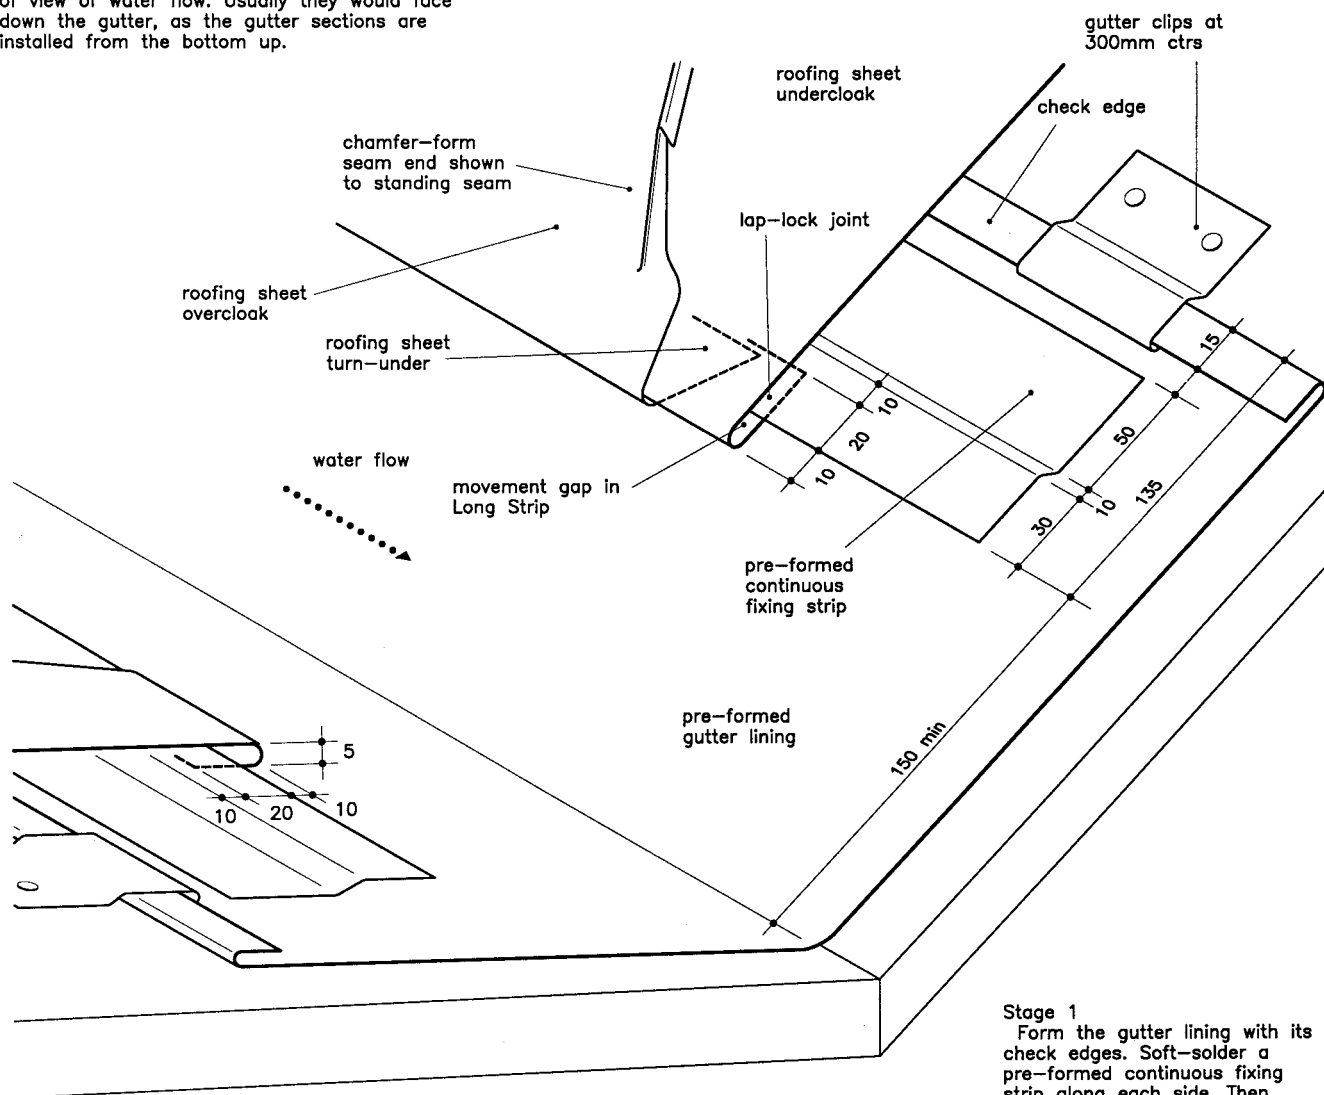 of view of water flow. Usually they would face
down the gutter, as the gutter sections are
installed from the bottom up.
gutter clips at
300mm ctrs
roofing sheet
undercloak
check edge
chamfer-form
seam end shown
to standing seam
lap-lock joint
roofing sheet
overcloak
roofing sheet
turn-under
15
10
20
10
50
135
10
30
water flow
movement gap in
Long Strip
pre-formed
continuous
fixing strip
pre-formed
gutter lining
150 min
5
10
20
10
Stage 1
Form the gutter lining with its
check edges. Soft-solder a
pre-formed continuous fixing
strip along each side. Then